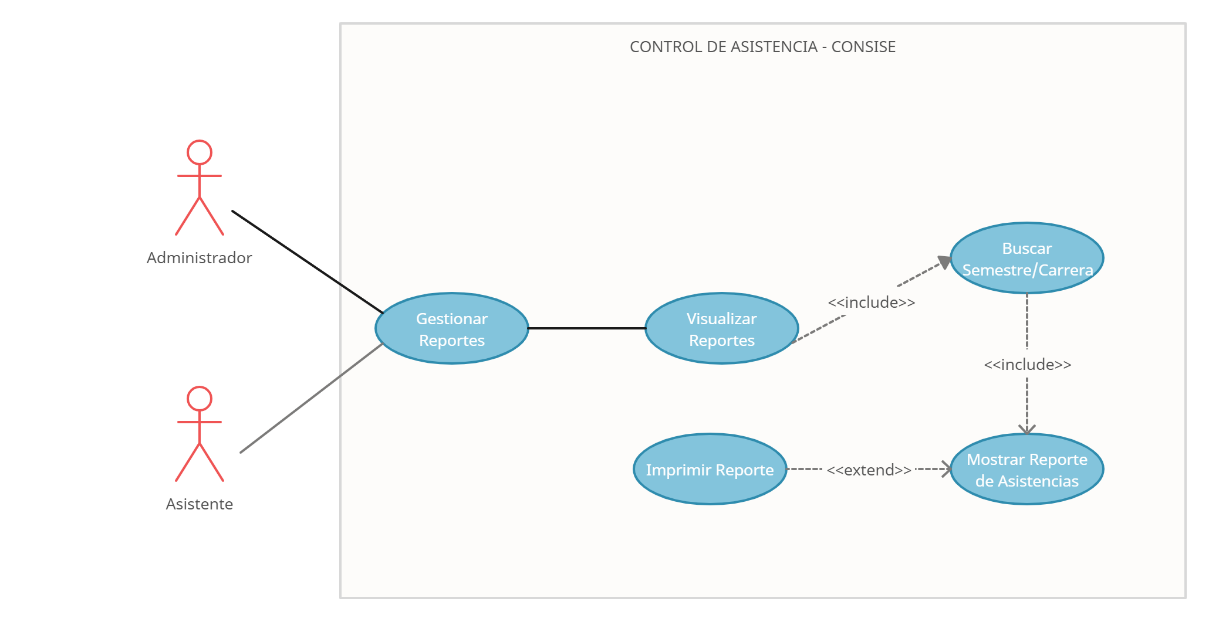 CONTROL DE ASISTENCIA - CONSISE
Administrador
Asistente
Gestionar
Reportes
Visualizar
Reportes
<<include>>
Buscar
Semestre/Carrera
<<include>>
Imprimir Reporte
<<extend>>
Mostrar Reporte
de Asistencias